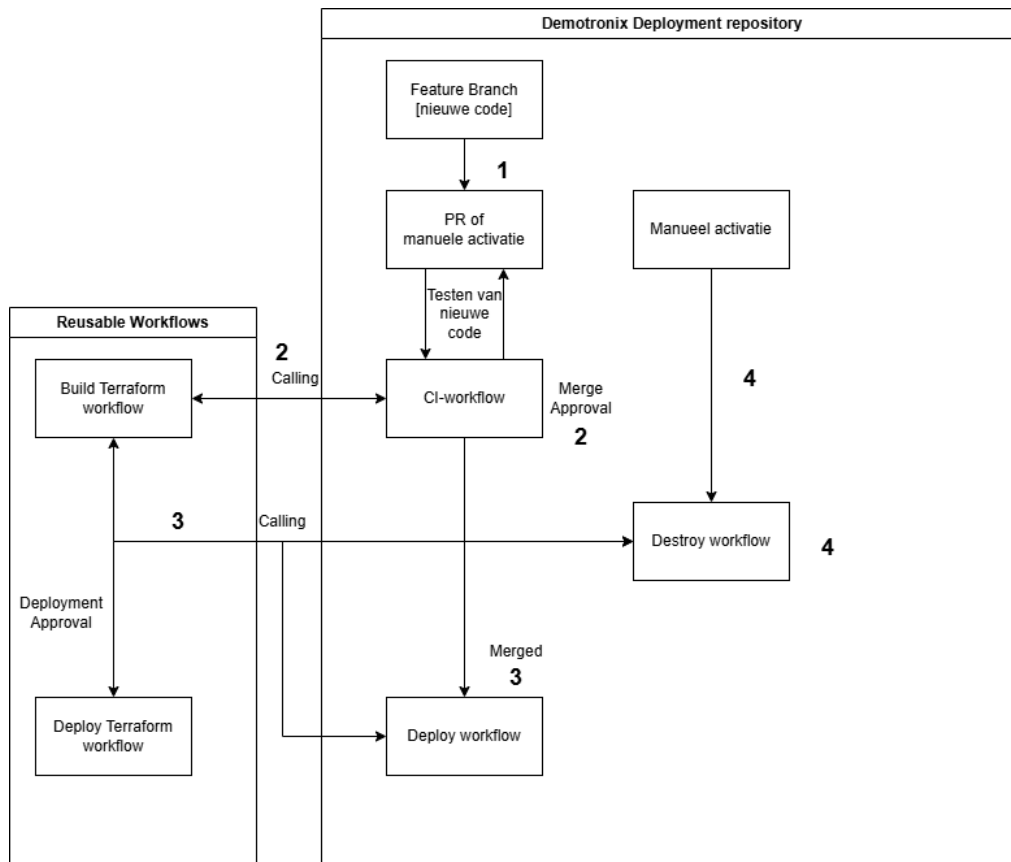 Demotronix Deployment repository
Feature Branch
[nieuwe code]
1
PR of
manuele activatie
Manueel activatie
Testen van
nieuwe
code
Reusable Workflows
2
Calling
Build Terraform
workflow
CI-workflow
Merge
Approval
2
4
3
Calling
Destroy workflow
4
Deployment
Approval
Merged
3
Deploy Terraform
workflow
Deploy workflow